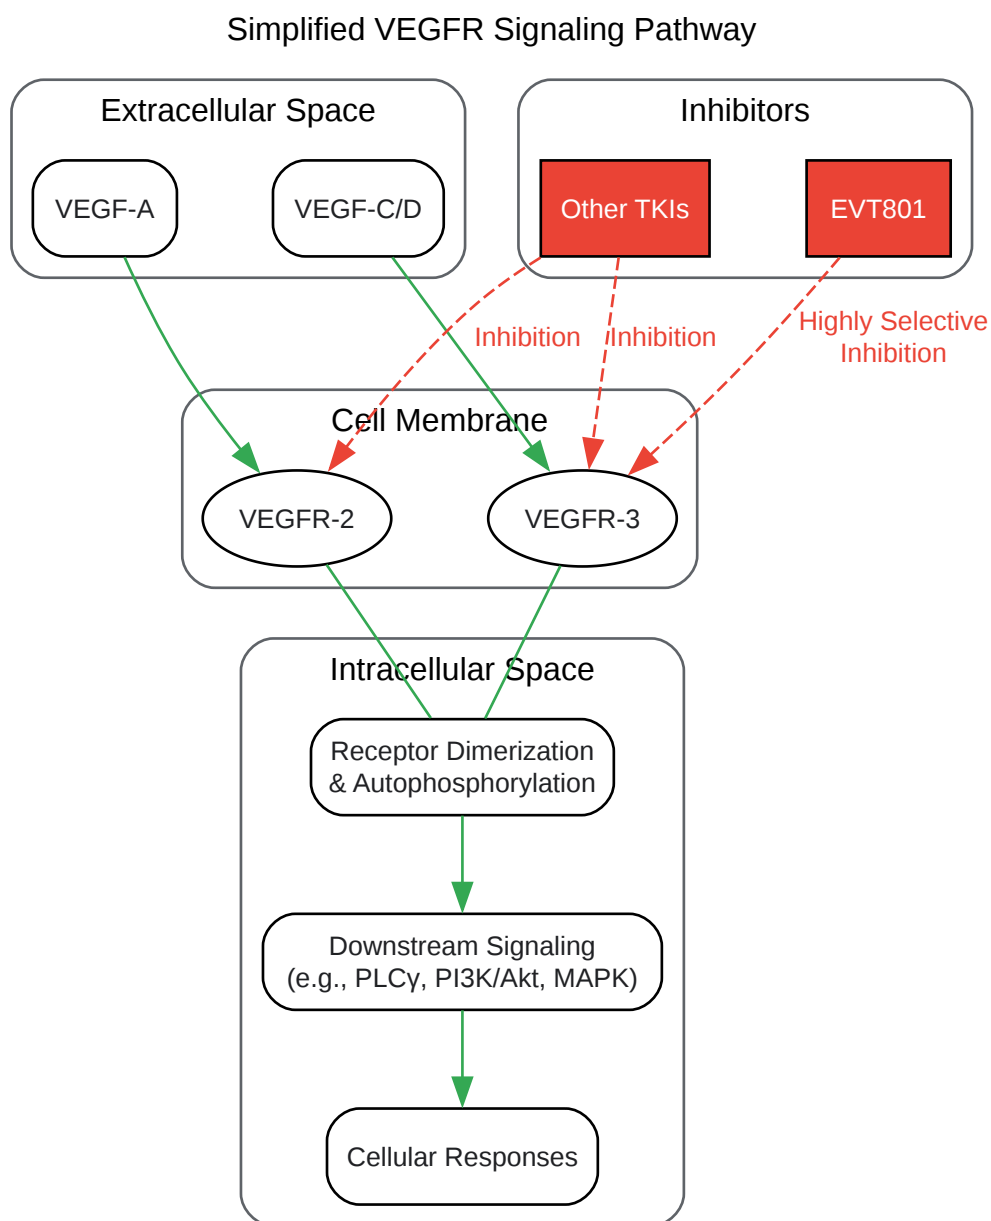 Simplified VEGFR Signaling Pathway
Extracellular Space
Inhibitors
VEGF-A
VEGF-C/D
Other TKIs
EVT801
Inhibition
Inhibition
Highly Selective
Inhibition
Cell Membrane
VEGFR-2
VEGFR-3
Intracellular Space
Receptor Dimerization
& Autophosphorylation
Downstream Signaling
(e.g., PLCγ, PI3K/Akt, MAPK)
Cellular Responses